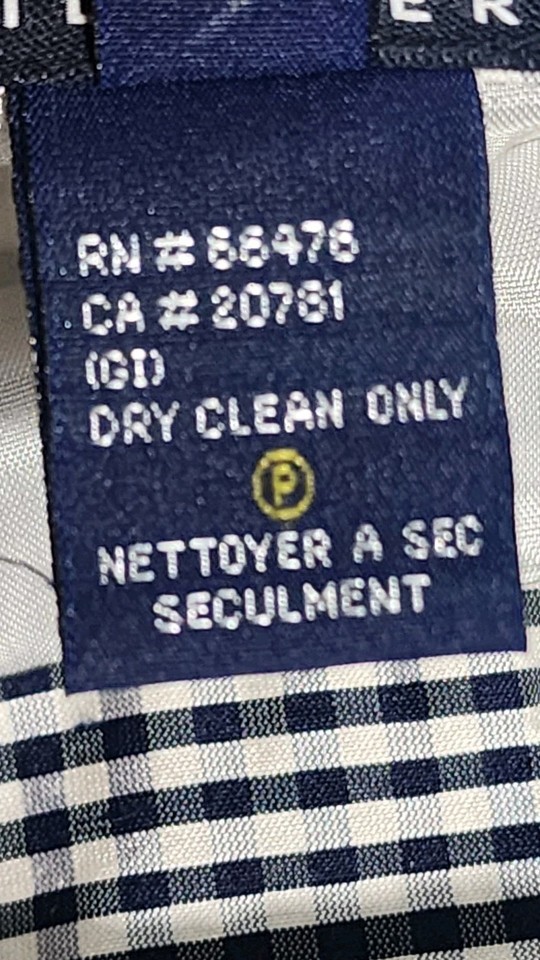 RN # 66476
CA # 20781
(GI)
DRY CLEAN ONLY
P
NETTOYER A SEC
SECULMENT